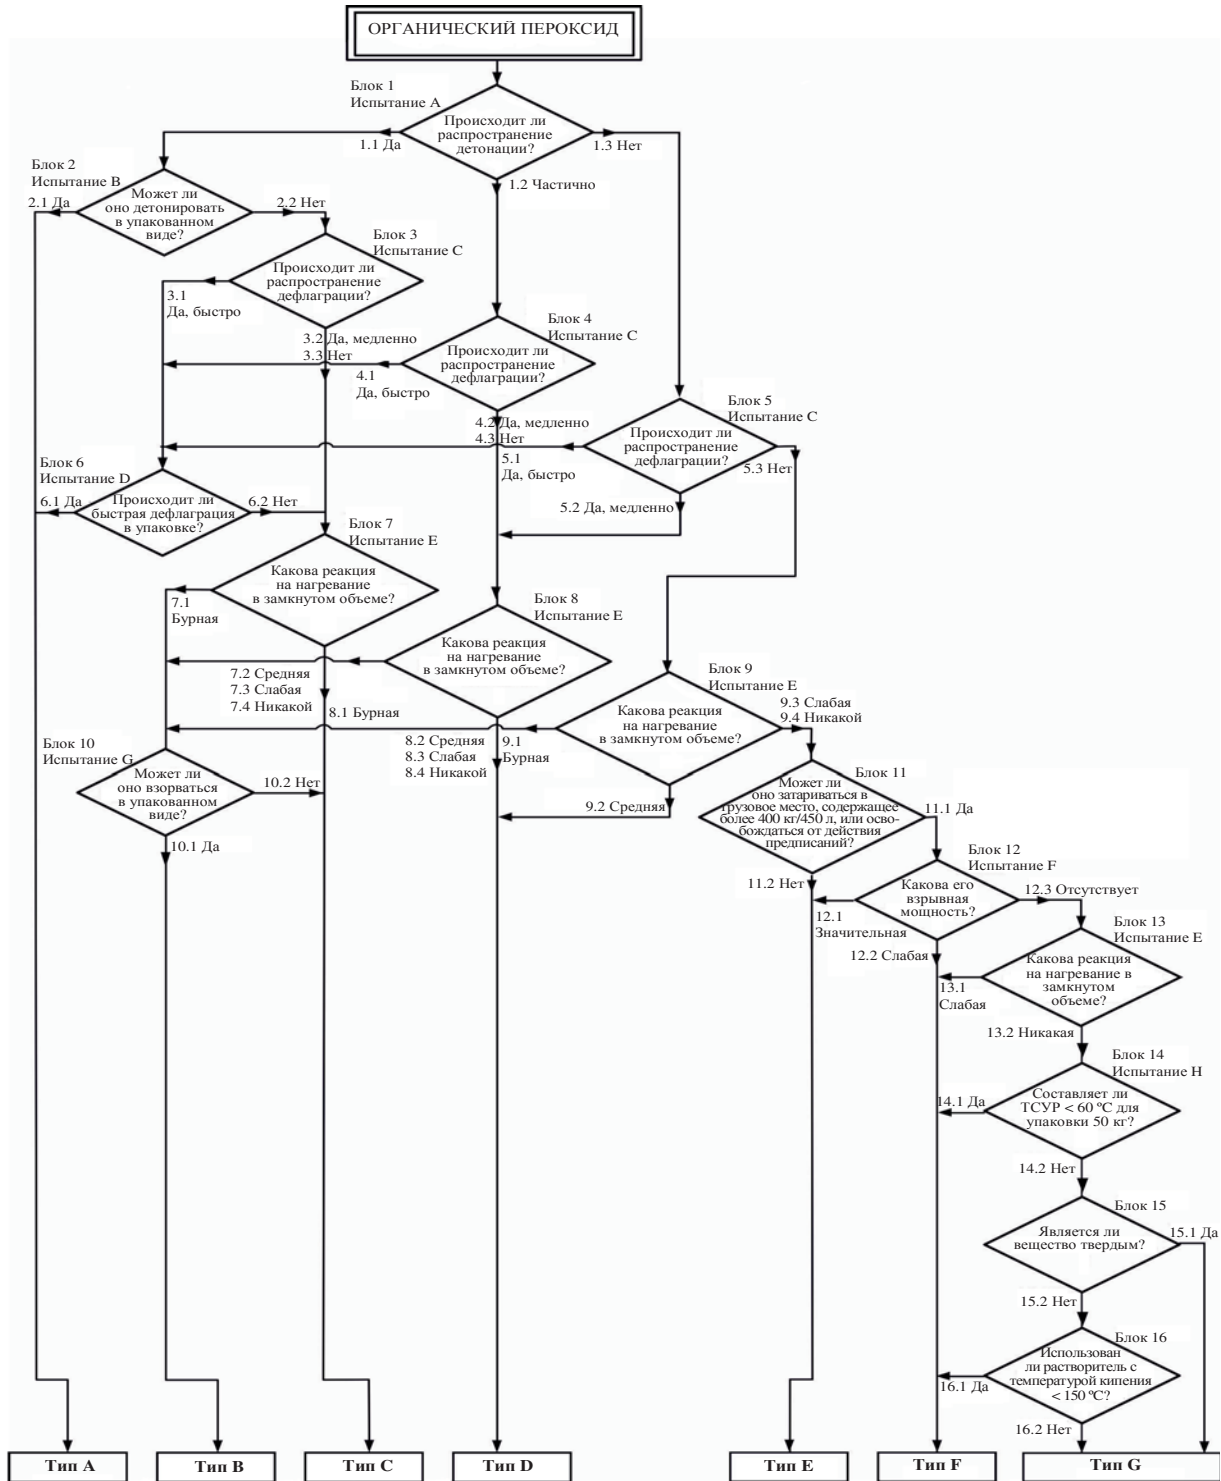 ОРГАНИЧЕСКИЙ ПЕРОКСИД
Блок 1
Испытание A
Происходит ли
распространение
детонации?
1.1 Да
1.3 Нет
1.2 Частично
Блок 2
Испытание B
Может ли
оно детонировать
в упакованном
виде?
2.1 Да
2.2 Нет
Блок 3
Испытание C
Происходит ли
распространение
дефлаграции?
3.1
Да, быстро
3.2 Да, медленно
3.3 Нет
Блок 4
Испытание C
Происходит ли
распространение
дефлаграции?
4.1
Да, быстро
4.2 Да, медленно
4.3 Нет
Блок 5
Испытание C
Происходит ли
распространение
дефлаграции?
5.1
Да, быстро
5.3 Нет
5.2 Да, медленно
Блок 6
Испытание D
Происходит ли
быстрая дефлаграция
в упаковке?
6.1 Да
6.2 Нет
Блок 7
Испытание E
Какова реакция
на нагревание
в замкнутом объеме?
7.1
Бурная
7.2 Средняя
7.3 Слабая
7.4 Никакой
Блок 8
Испытание E
Какова реакция
на нагревание
в замкнутом объеме?
8.1 Бурная
8.2 Средняя
8.3 Слабая
8.4 Никакой
Блок 9
Испытание E
Какова реакция
на нагревание
в замкнутом объеме?
9.1
Бурная
9.3 Слабая
9.4 Никакой
9.2 Средняя
Блок 10
Испытание G
Может ли
оно взорваться
в упакованном
виде?
10.2 Нет
10.1 Да
Блок 11
Может ли
оно затариваться в
грузовое место, содержащее
более 400 кг/450 л, или осво-
бождаться от действия
предписаний?
11.1 Да
11.2 Нет
Блок 12
Испытание F
Какова его
взрывная
мощность?
12.3 Отсутствует
12.1
Значительная
12.2 Слабая
Блок 13
Испытание E
Какова реакция
на нагревание в
замкнутом
объеме?
13.1
Слабая
13.2 Никакая
Блок 14
Испытание H
Составляет ли
ТСУР < 60 ºC для
упаковки 50 кг?
14.1 Да
14.2 Нет
Блок 15
Является ли
вещество твердым?
15.1 Да
15.2 Нет
Блок 16
Использован
ли растворитель с
температурой кипения
< 150 ºC?
16.1 Да
16.2 Нет
Тип A
Тип B
Тип C
Тип D
Тип E
Тип F
Тип G